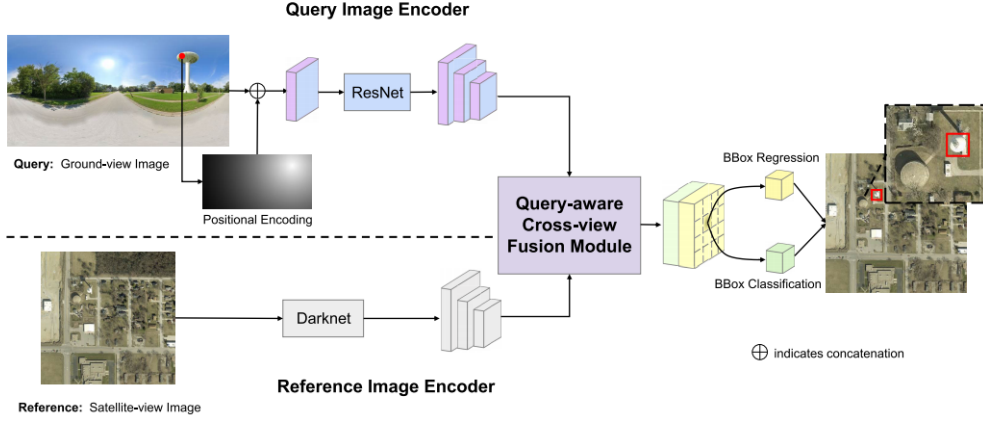 Query Image Encoder
ResNet
Query: Ground-view Image
Positional Encoding
Query-aware
Cross-view
Fusion Module
BBox Regression
BBox Classification
Darknet
Reference Image Encoder
Reference: Satellite-view Image
⊕ indicates concatenation